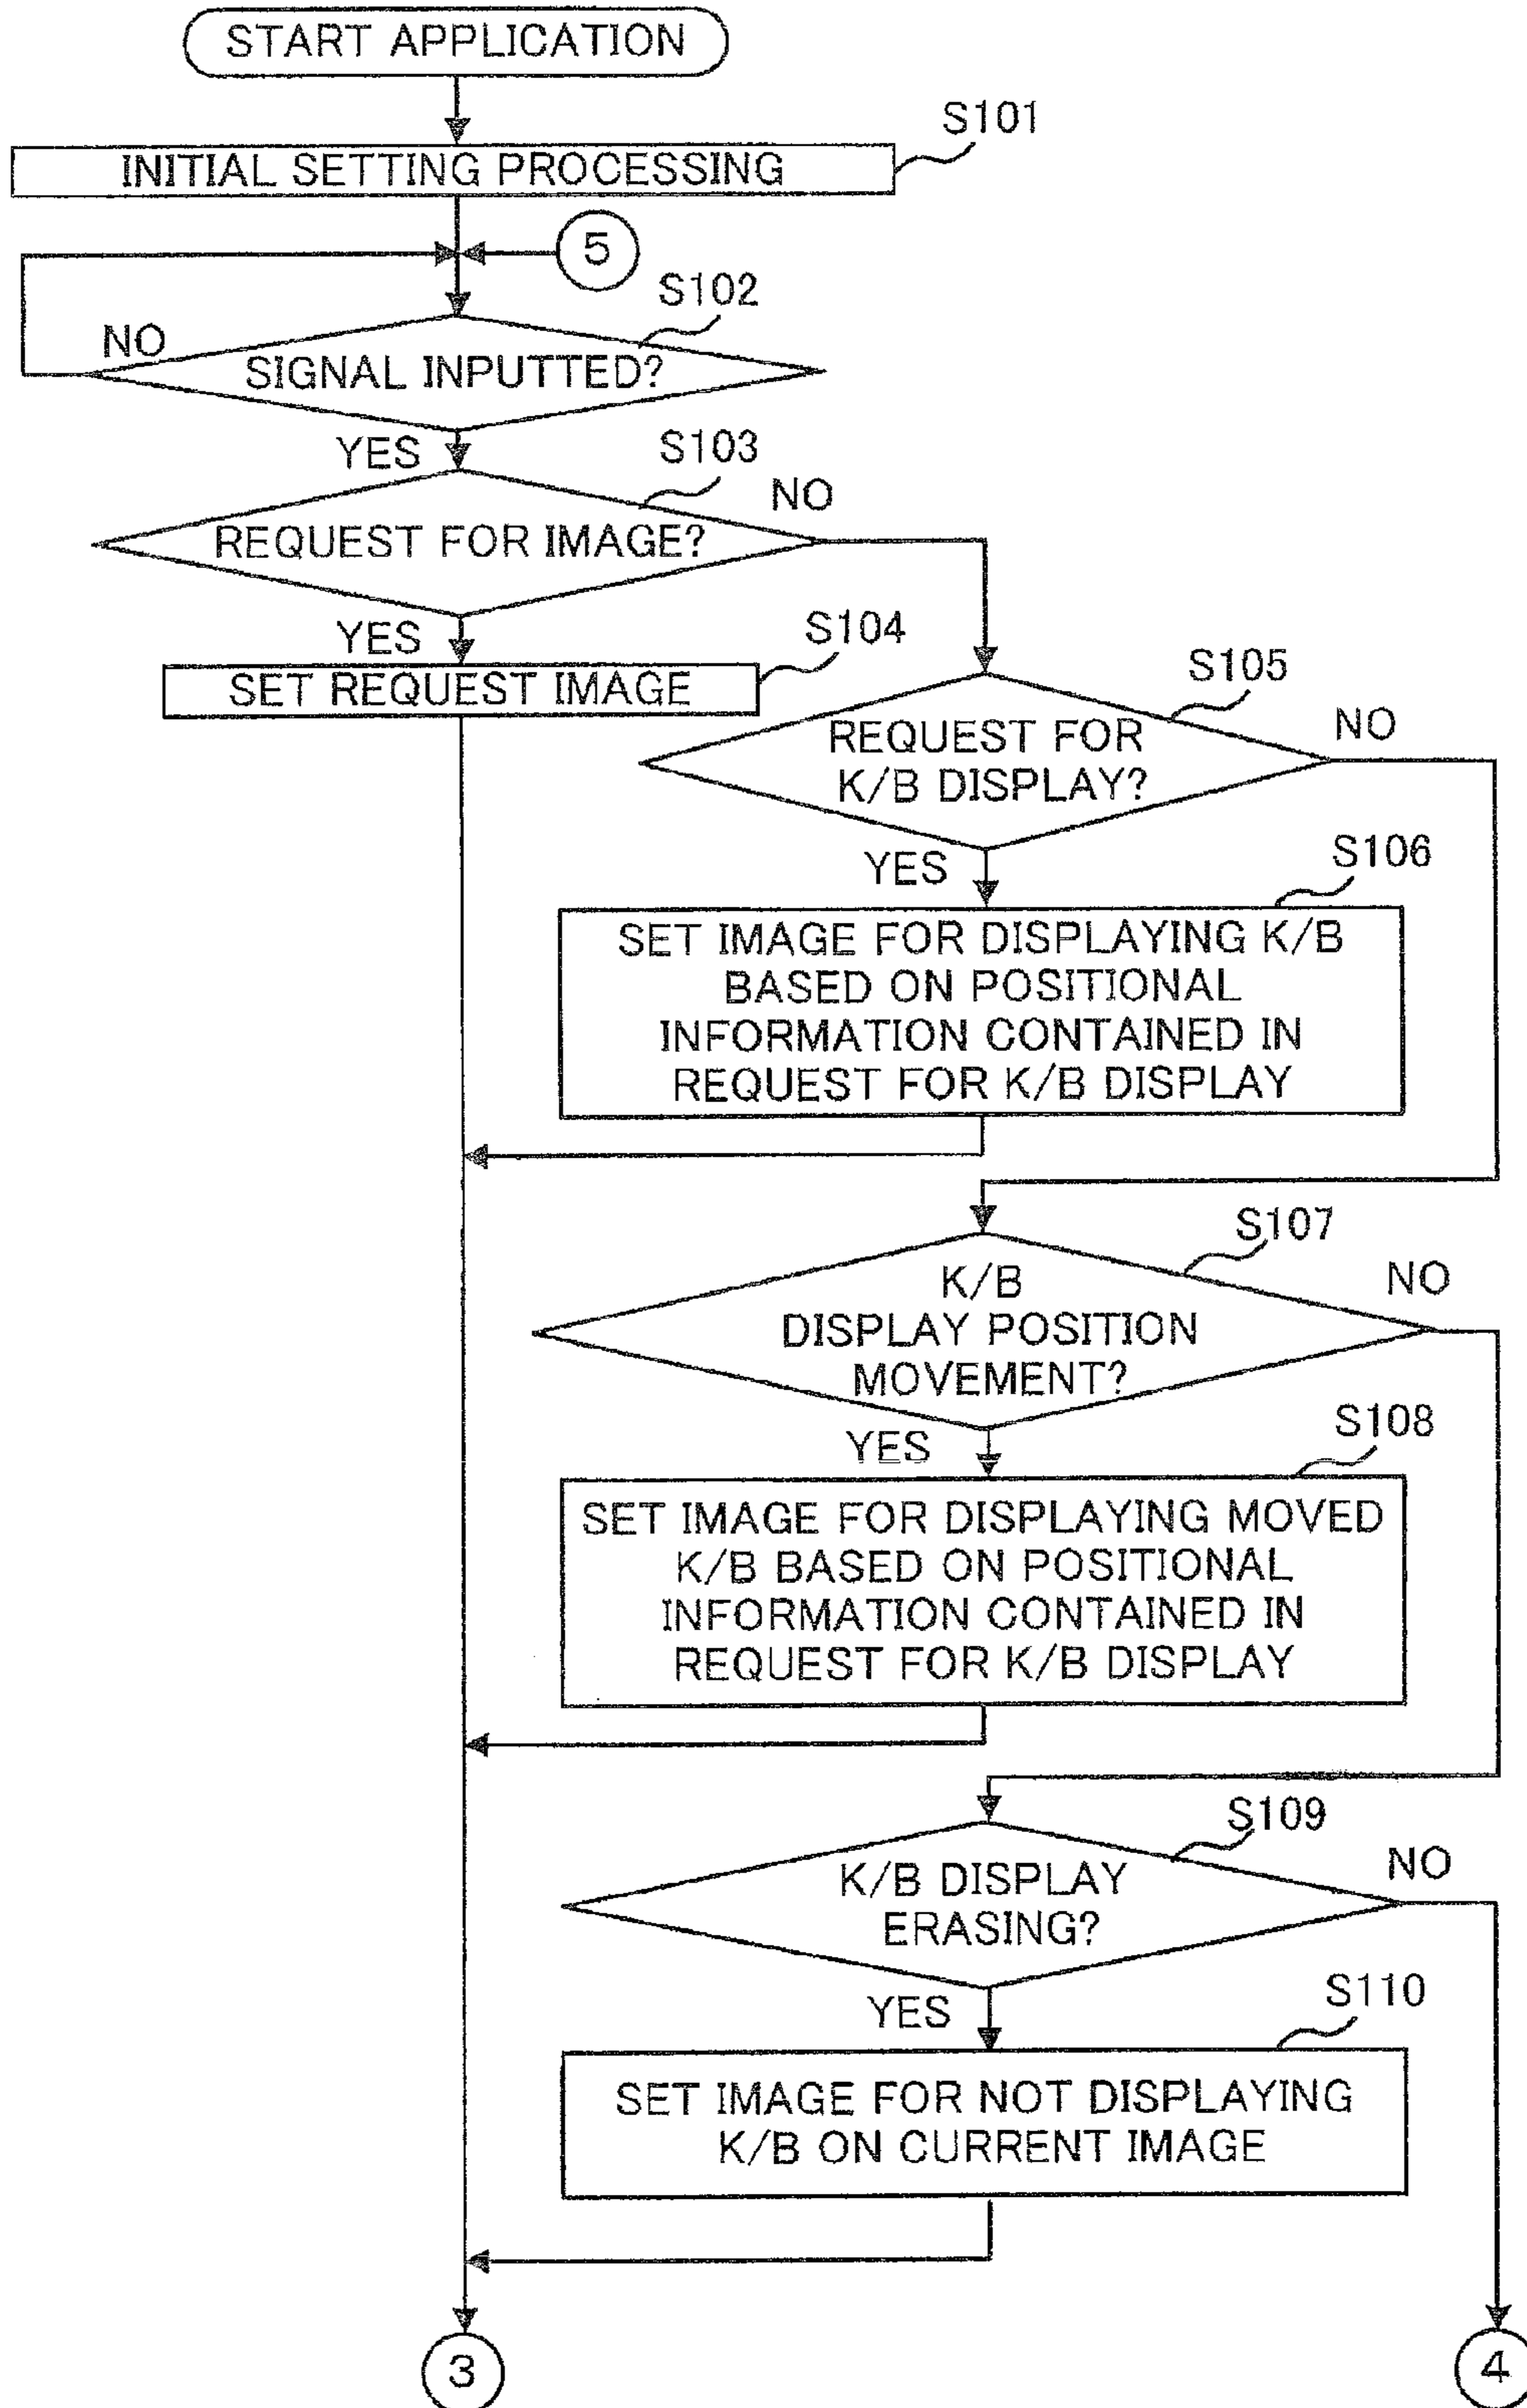 START APPLICATION
S101
INITIAL SETTING PROCESSING
5
S102
NO
SIGNAL INPUTTED?
YES
S103
NO
REQUEST FOR IMAGE?
YES
S104
SET REQUEST IMAGE
S105
REQUEST FOR
K/B DISPLAY?
NO
YES
S106
SET IMAGE FOR DISPLAYING K/B
BASED ON POSITIONAL
INFORMATION CONTAINED IN
REQUEST FOR K/B DISPLAY
S107
K/B
DISPLAY POSITION
MOVEMENT?
NO
YES
S108
SET IMAGE FOR DISPLAYING MOVED
K/B BASED ON POSITIONAL
INFORMATION CONTAINED IN
REQUEST FOR K/B DISPLAY
S109
K/B DISPLAY
ERASING?
NO
YES
S110
SET IMAGE FOR NOT DISPLAYING
K/B ON CURRENT IMAGE
3
4